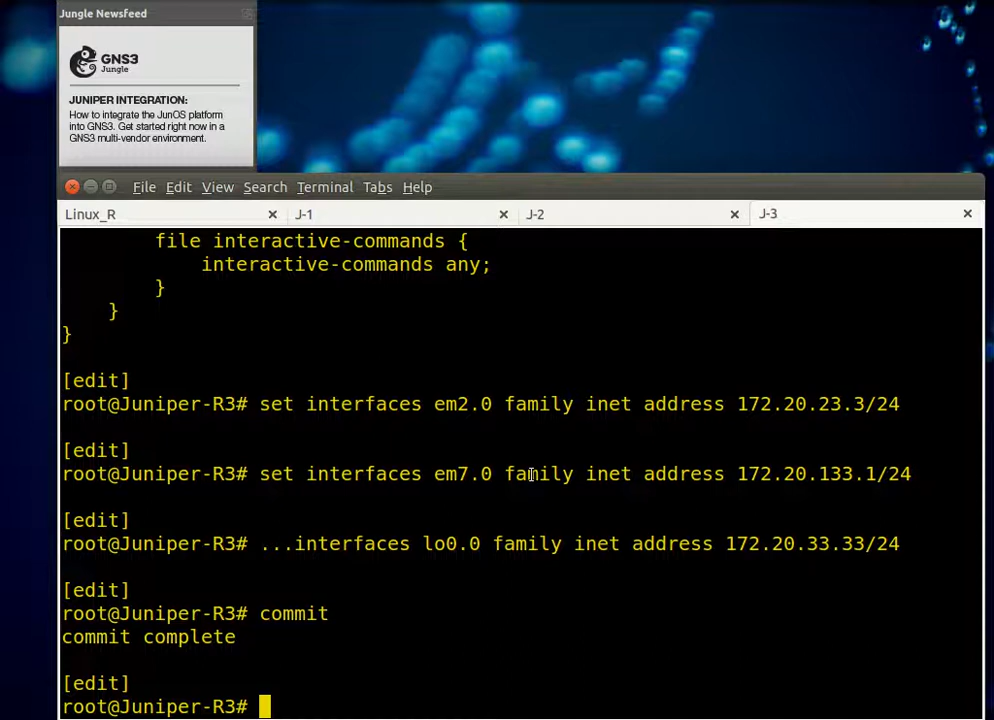 Jungle Newsfeed
GNS3
Jungle
JUNIPER INTEGRATION:
How to integrate the JunOS platform
into GNS3. Get started right now in a
GNS3 multi-vendor environment.
File Edit View Search Terminal Tabs Help
Linux_R × J-1 × J-2 × J-3 ×
file interactive-commands {
interactive-commands any;
}
}
}
[edit]
root@Juniper-R3# set interfaces em2.0 family inet address 172.20.23.3/24
[edit]
root@Juniper-R3# set interfaces em7.0 family inet address 172.20.133.1/24
[edit]
root@Juniper-R3# ...interfaces lo0.0 family inet address 172.20.33.33/24
[edit]
root@Juniper-R3# commit
commit complete
[edit]
root@Juniper-R3#